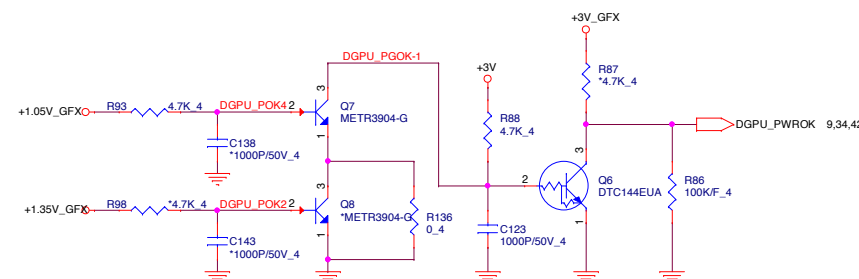 +3V_GFX
DGPU_PGOK-1
+3V
R87
*4.7K_4
+1.05V_GFX
R93
4.7K_4
DGPU_POK4
2
3
Q7
METR3904-G
1
R88
4.7K_4
DGPU_PWROK 9,34,42
C138
*1000P/50V_4
3
2
Q6
DTC144EUA
1
R86
100K/F_4
+1.35V_GFX
R98
*4.7K_4
DGPU_POK2
2
3
Q8
*METR3904-G
1
R136
0_4
C123
1000P/50V_4
C143
*1000P/50V_4